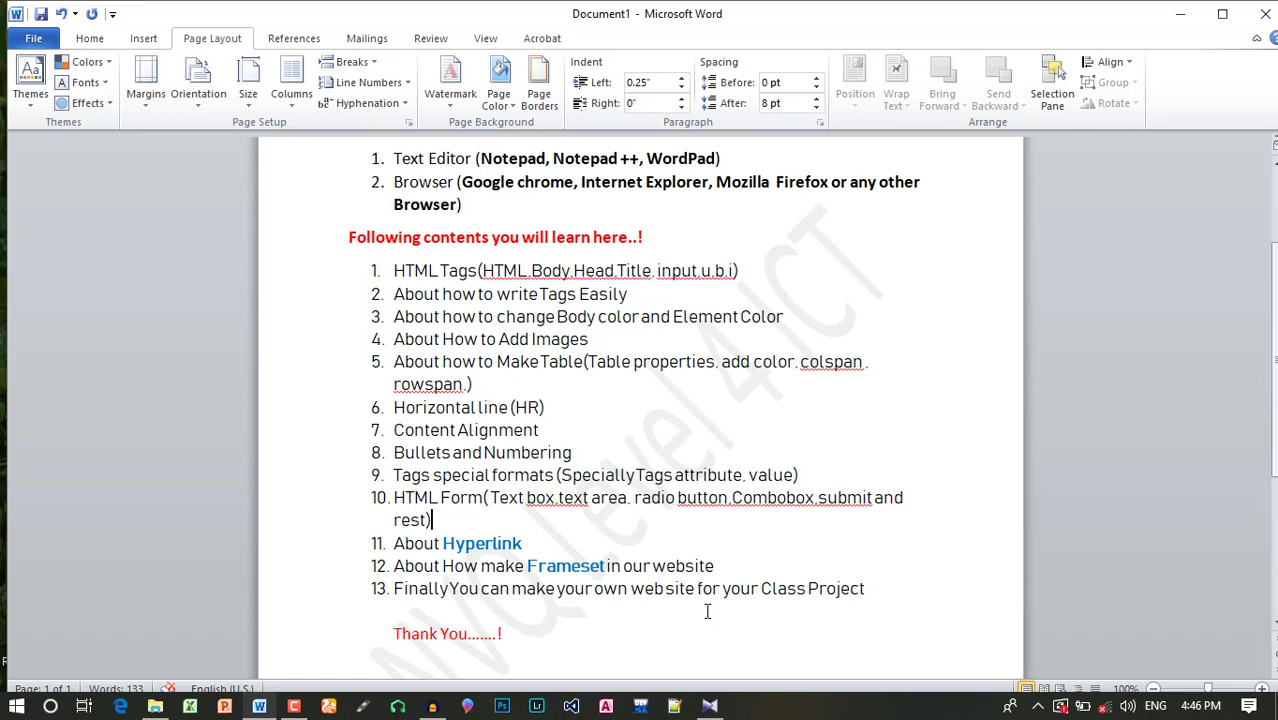 Document1 - Microsoft Word
File Home Insert Page Layout References Mailings Review View Acrobat
Themes Colors Fonts Effects Themes
Margins Orientation Size Columns Breaks Line Numbers Hyphenation Page Setup
Watermark Page Color Page Borders Page Background
Indent Left: 0.25" Right: 0" Spacing Before: 0 pt After: 8 pt Paragraph
Position Wrap Text Bring Forward Send Backward Selection Pane Align Group Rotate Arrange
1. Text Editor (Notepad, Notepad ++, WordPad)
2. Browser (Google chrome, Internet Explorer, Mozilla Firefox or any other
Browser)
Following contents you will learn here..!
1. HTML Tags(HTML,Body,Head,Title, input,u,b,i)
2. About how to write Tags Easily
3. About how to change Body color and Element Color
4. About How to Add Images
5. About how to Make Table(Table properties, add color, colspan ,
rowspan,)
6. Horizontal line (HR)
7. Content Alignment
8. Bullets and Numbering
9. Tags special formats (Specially Tags attribute, value)
10. HTML Form( Text box,text area, radio button,Combobox,submit and
rest)
11. About Hyperlink
12. About How make Frameset in our website
13. Finally You can make your own web site for your Class Project
Thank You.......!
NVQ Level 4 ICT
Page: 1 of 1 Words: 133 English (U.S.) 100%
ENG 4:46 PM